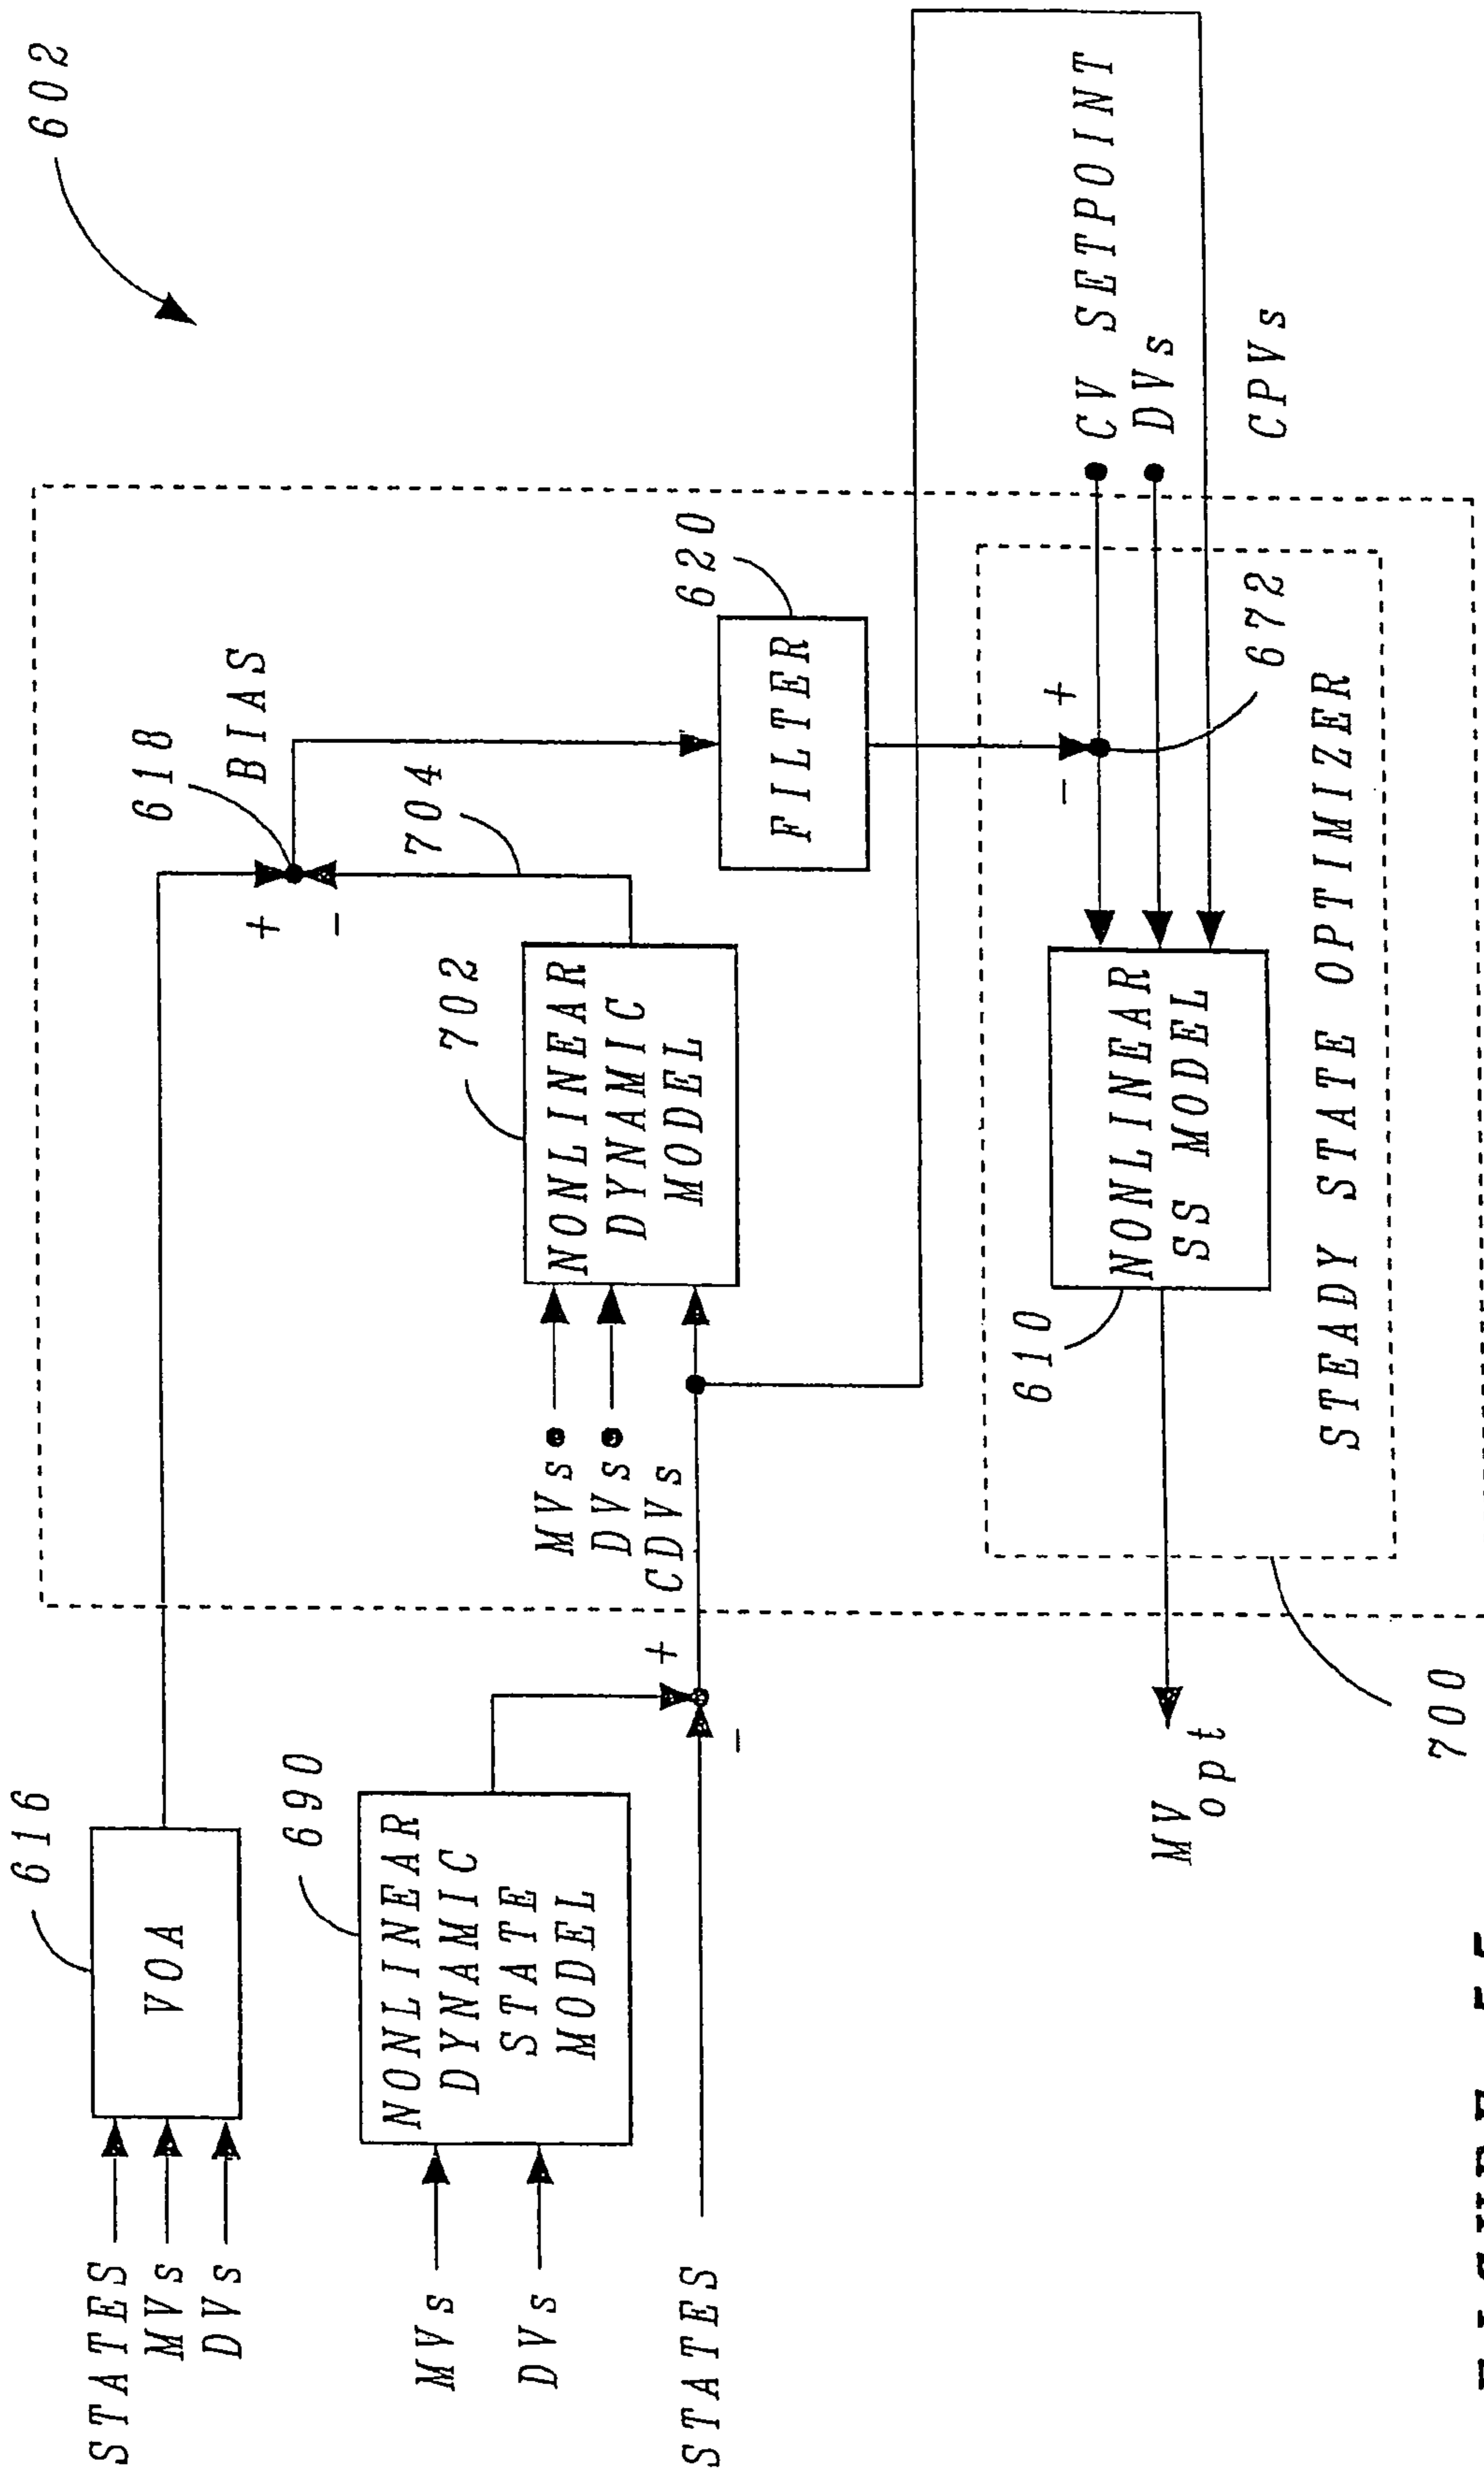 602
616
STATES
MVs
DVs
VOA
618
BIAS
+
-
690
MVs
DVs
NONLINEAR
DYNAMIC
STATE
MODEL
STATES
+
-
702
704
MVs
DVs
CDVs
NONLINEAR
DYNAMIC
MODEL
620
FILTER
CV SETPOINT
DVs
CPVs
+
-
672
610
NONLINEAR
SS MODEL
STEADY STATE OPTIMIZER
MV
opt
700